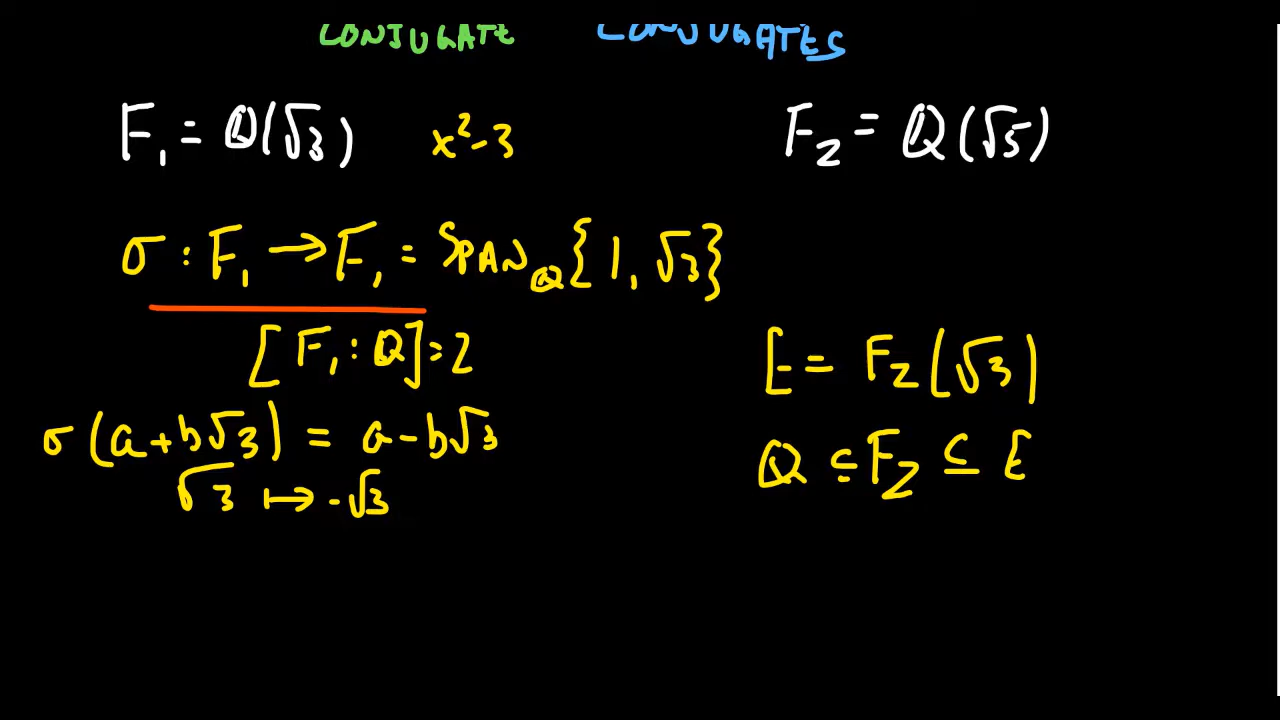 CONJUGATE CONJUGATES
F₁ = ℚ(√3) x²-3
F₂ = ℚ(√5)
σ : F₁ → F₁ = SPAN_ℚ{1, √3}
[F₁ : ℚ] = 2
σ(a+b√3) = a-b√3
√3 ↦ -√3
E = F₂(√3)
ℚ ⊆ F₂ ⊆ E